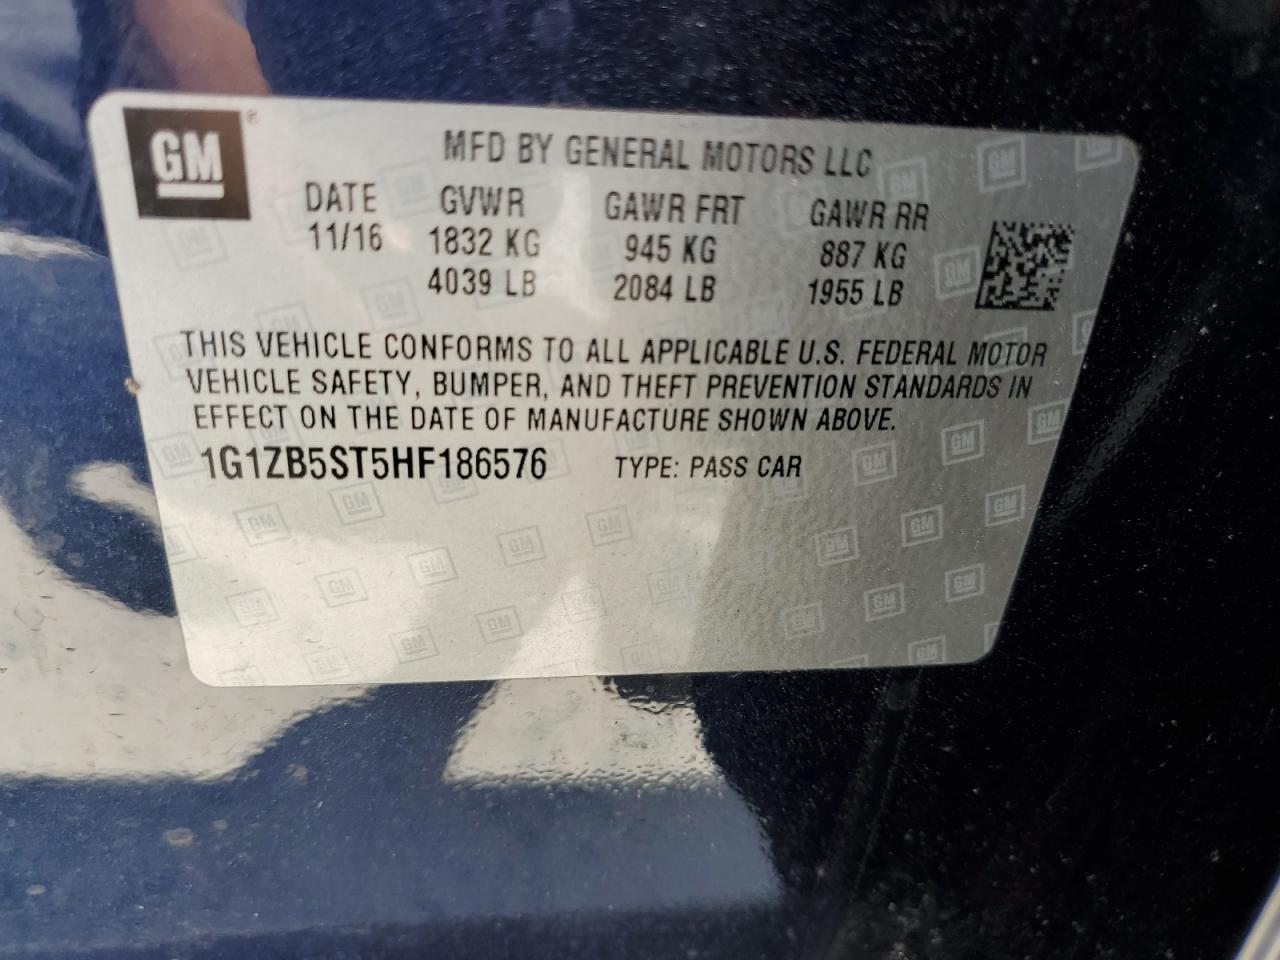 GM®
MFD BY GENERAL MOTORS LLC
DATE GVWR GAWR FRT GAWR RR
11/16 1832 KG 945 KG 887 KG
4039 LB 2084 LB 1955 LB
THIS VEHICLE CONFORMS TO ALL APPLICABLE U.S. FEDERAL MOTOR
VEHICLE SAFETY, BUMPER, AND THEFT PREVENTION STANDARDS IN
EFFECT ON THE DATE OF MANUFACTURE SHOWN ABOVE.
1G1ZB5ST5HF186576 TYPE: PASS CAR